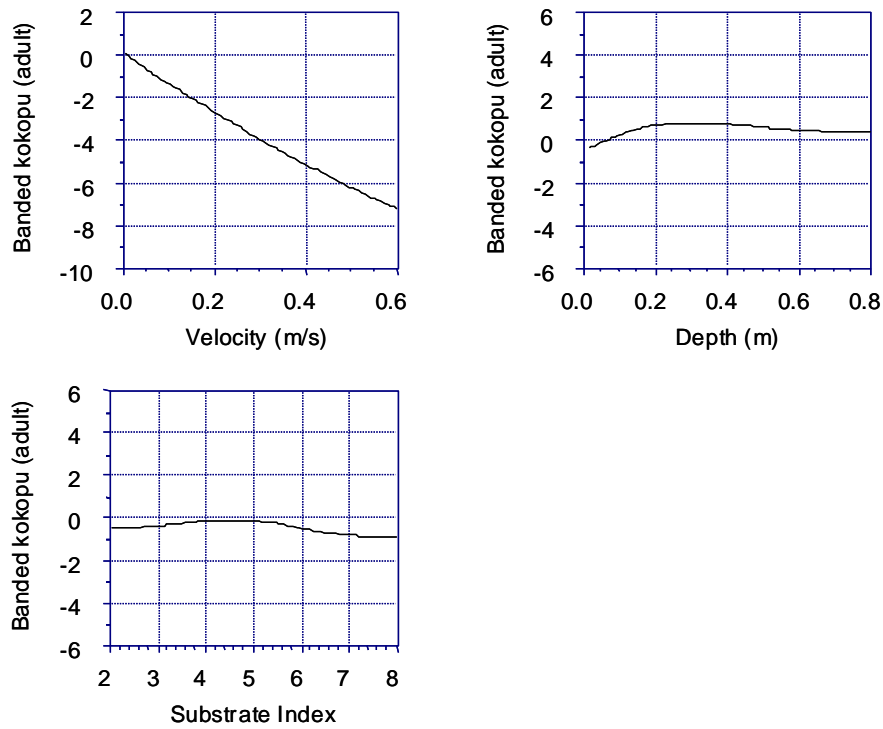 Banded kokopu (adult)
2
0
-2
-4
-6
-8
-10
0.0 0.2 0.4 0.6
Velocity (m/s)
Banded kokopu (adult)
6
4
2
0
-2
-4
-6
0.0 0.2 0.4 0.6 0.8
Depth (m)
Banded kokopu (adult)
6
4
2
0
-2
-4
-6
2 3 4 5 6 7 8
Substrate Index